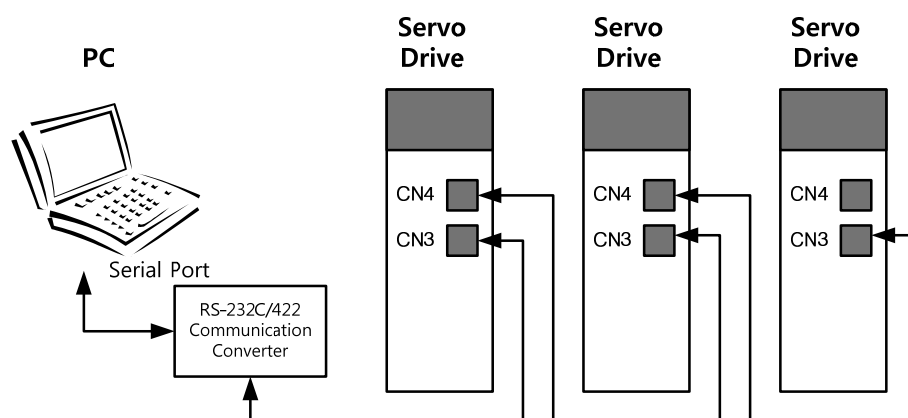 PC
Servo
Drive
Servo
Drive
Servo
Drive
CN4
CN3
CN4
CN3
CN4
CN3
Serial Port
RS-232C/422
Communication
Converter